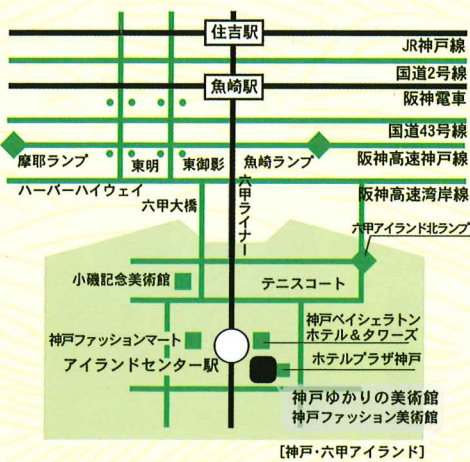 住吉駅
JR神戸線
国道2号線
魚崎駅
阪神電車
国道43号線
摩耶ランプ
東明
東御影
魚崎ランプ
阪神高速神戸線
ハーバーハイウェイ
六甲大橋
六甲ライナー
阪神高速湾岸線
六甲アイランド北ランプ
小磯記念美術館
テニスコート
神戸ファッションマート
神戸ベイシェラトン
ホテル&タワーズ
アイランドセンター駅
ホテルプラザ神戸
神戸ゆかりの美術館
神戸ファッション美術館
[神戸・六甲アイランド]